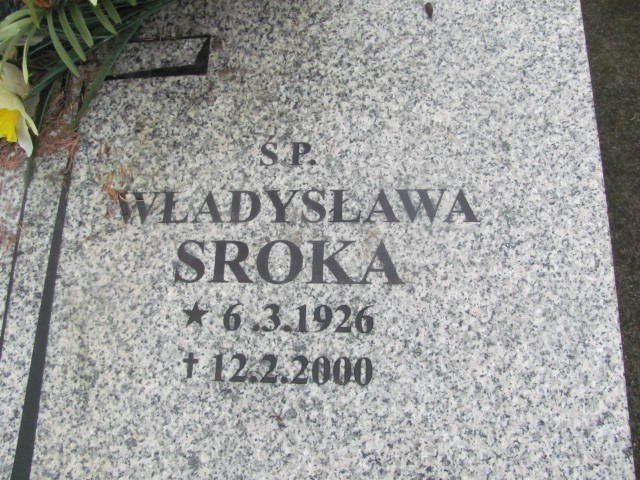 Ś.P.
WŁADYSŁAWA
SROKA
★ 6.3.1926
✝ 12.2.2000